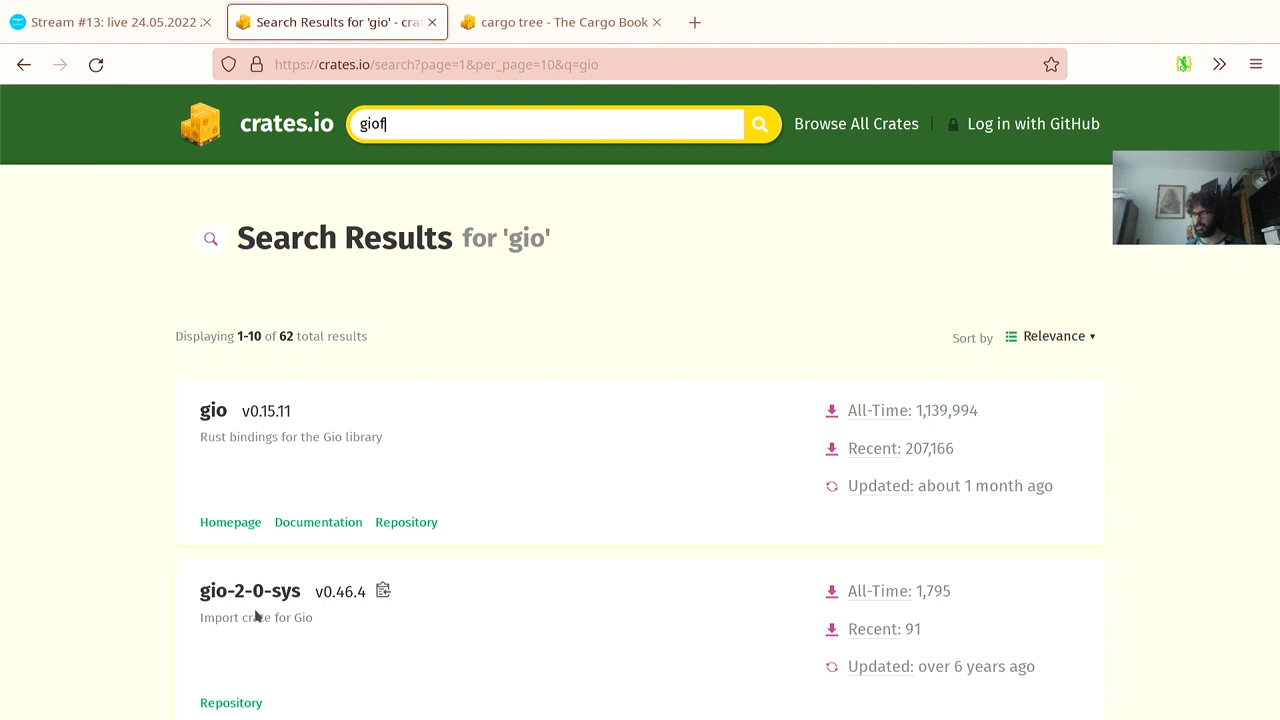 Stream #13: live 24.05.2022
Search Results for 'gio' - cra
cargo tree - The Cargo Book
https://crates.io/search?page=1&per_page=10&q=gio
crates.io
giof
Browse All Crates
Log in with GitHub
Search Results for 'gio'
Displaying 1-10 of 62 total results
Sort by Relevance
gio v0.15.11
All-Time: 1,139,994
Rust bindings for the Gio library
Recent: 207,166
Updated: about 1 month ago
Homepage Documentation Repository
gio-2-0-sys v0.46.4
All-Time: 1,795
Import crate for Gio
Recent: 91
Updated: over 6 years ago
Repository